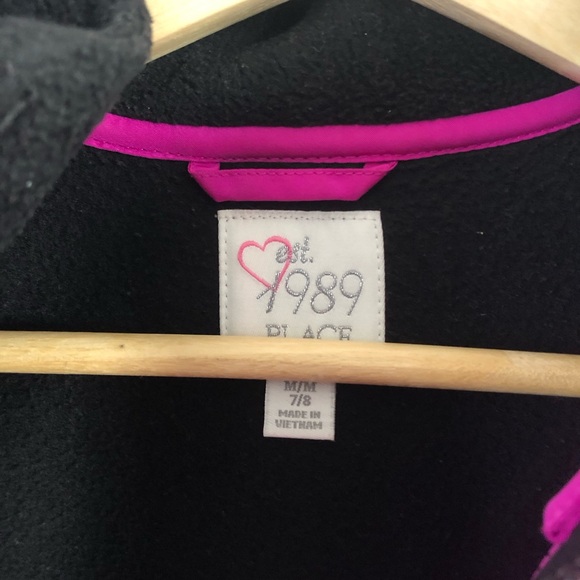 est.
1989
PLACE
M/M
7/8
MADE IN
VIETNAM